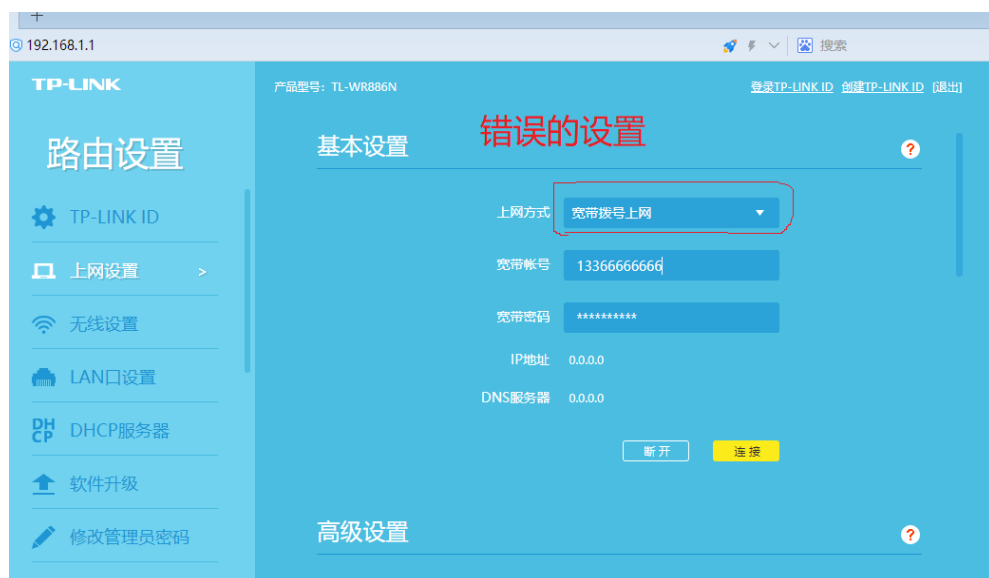 +
192.168.1.1
搜索
TP-LINK
产品型号：TL-WR886N
登录TP-LINK ID 创建TP-LINK ID [退出]
错误的设置
路由设置
基本设置
?
TP-LINK ID
上网方式 宽带拨号上网
上网设置 >
宽带帐号 13366666666
无线设置
宽带密码 **********
IP地址 0.0.0.0
LAN口设置
DNS服务器 0.0.0.0
DHCP DHCP服务器
断开 连接
软件升级
高级设置
?
修改管理员密码